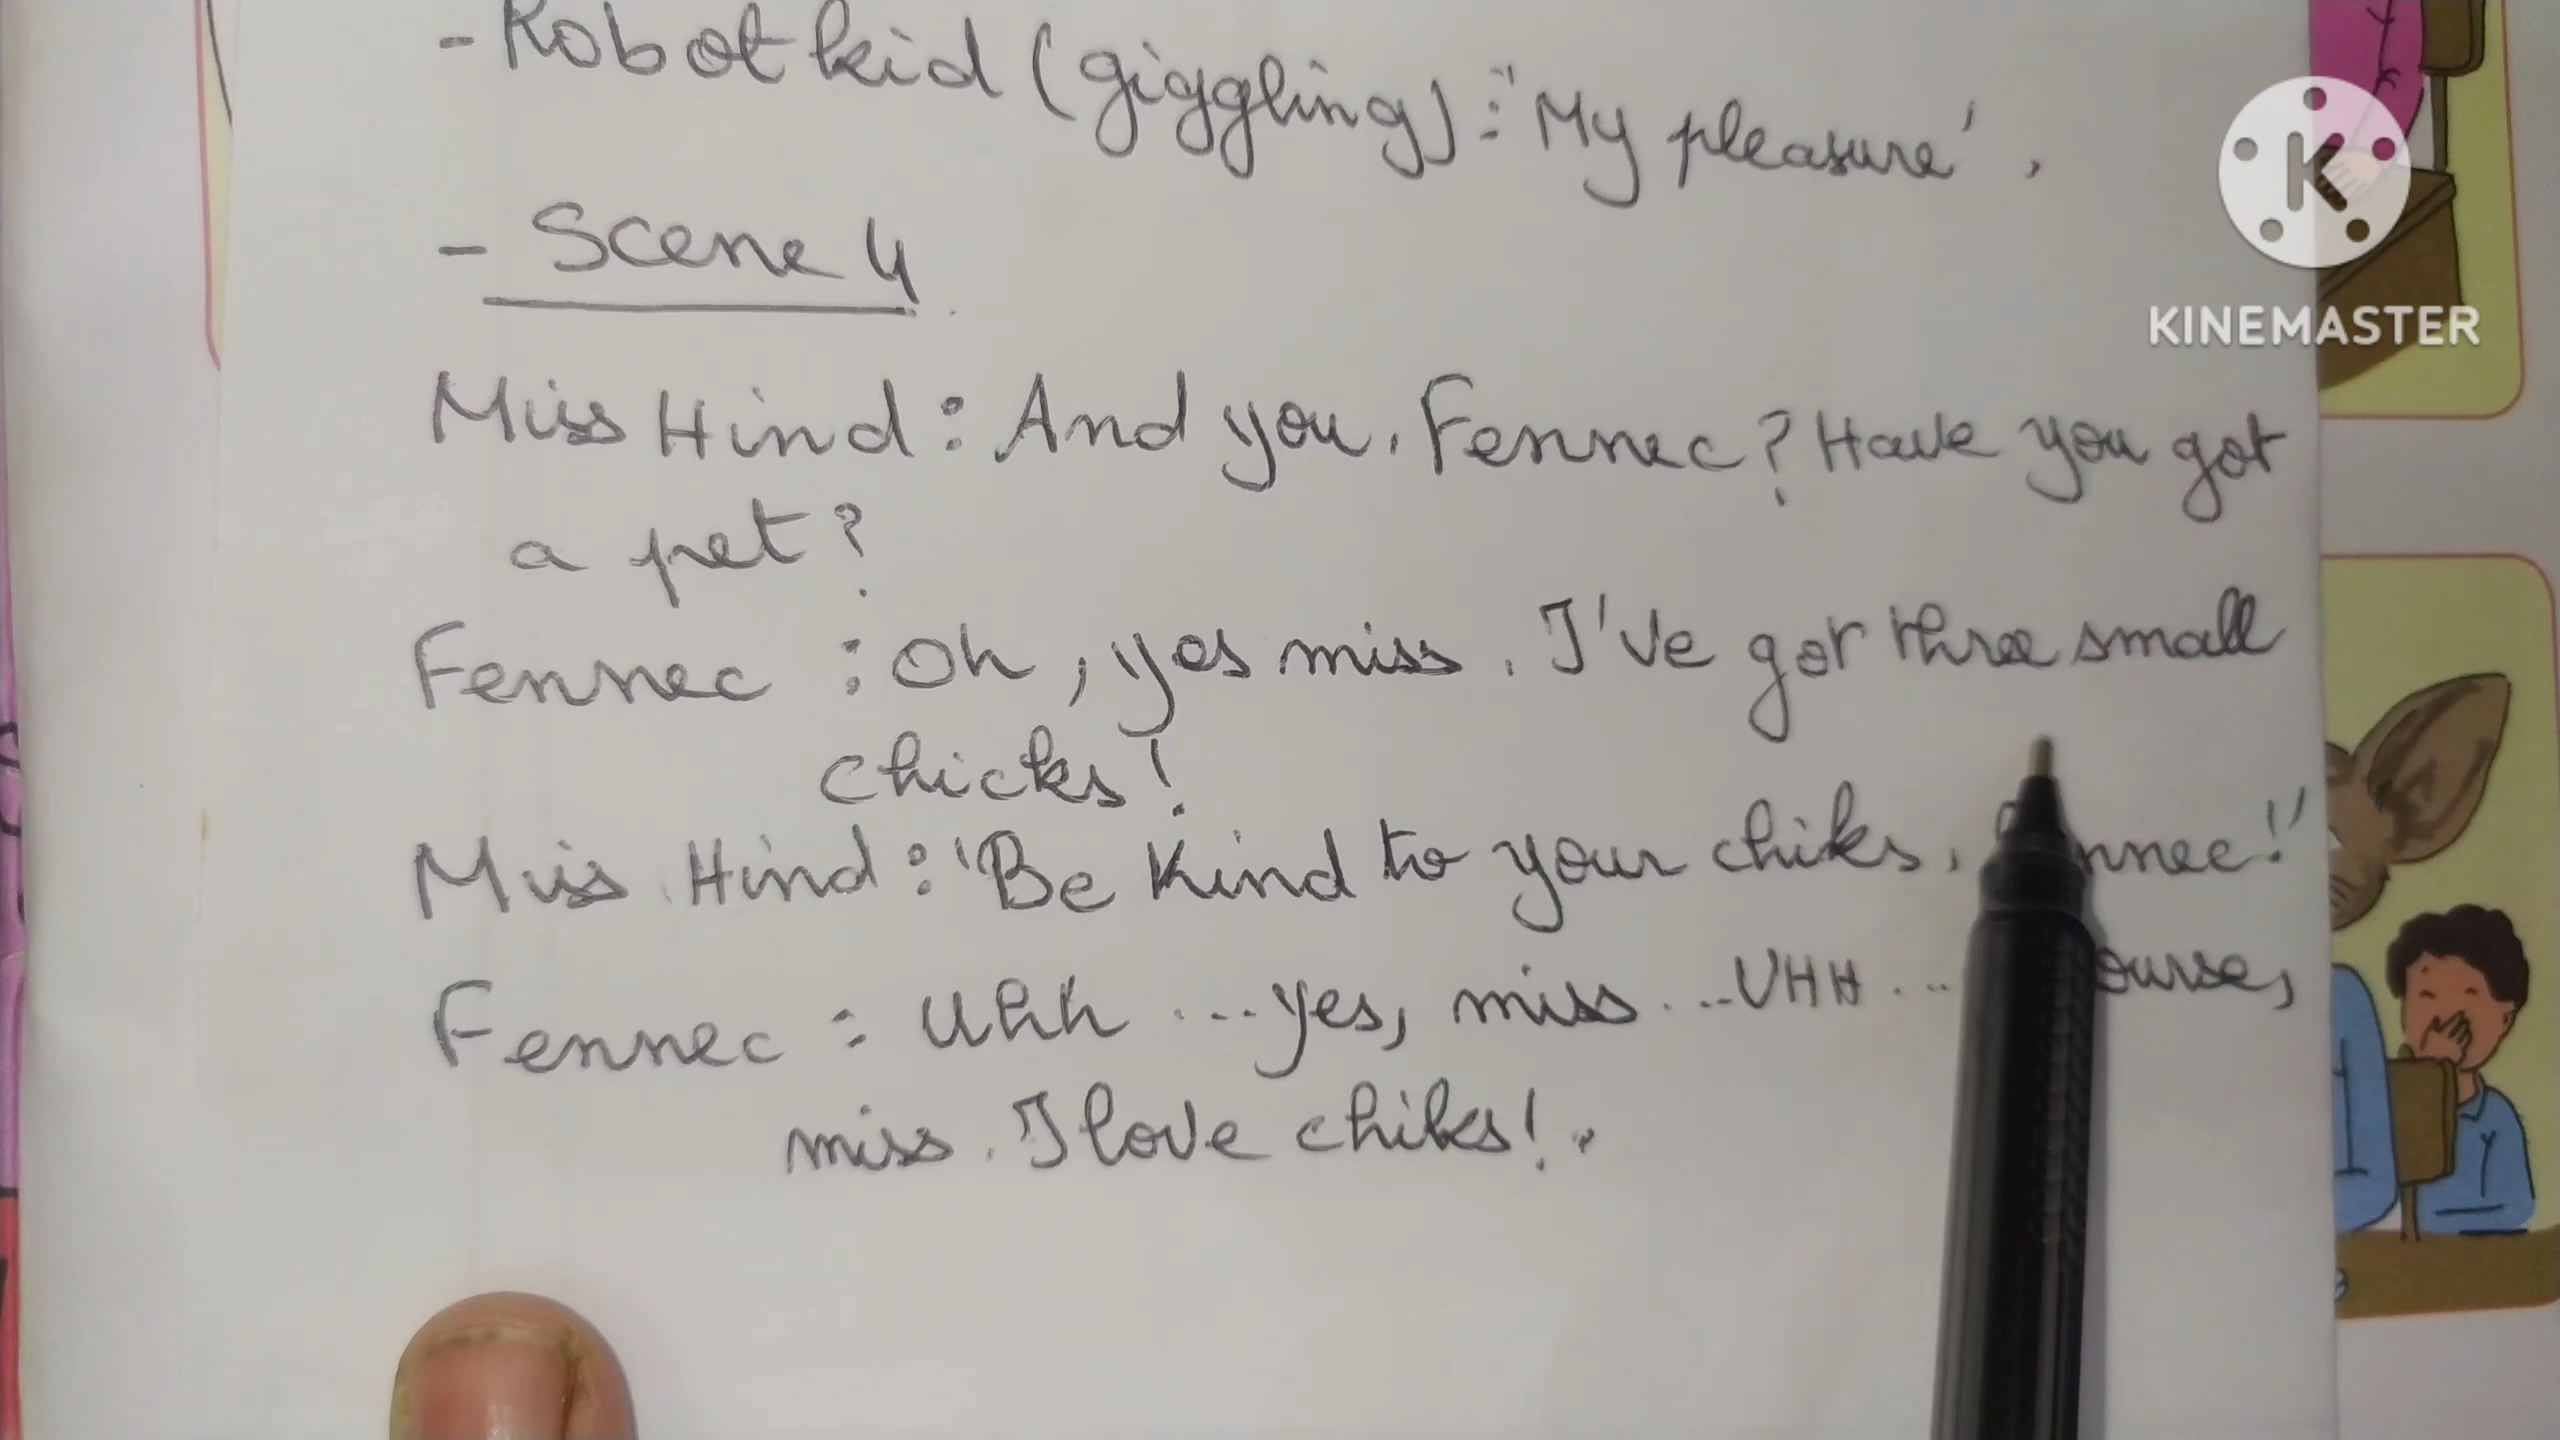 - Robot kid (giggling): "My pleasure'.
- Scene 4
KINEMASTER
Miss Hind: And you, Fennec? Have you got
a pet?
Fennec : Oh, yes miss. I've got three small
chicks!
Miss Hind: 'Be Kind to your chiks, !'
Fennec : Uhh ...yes, miss ...UHH ...
miss. I love chiks!.